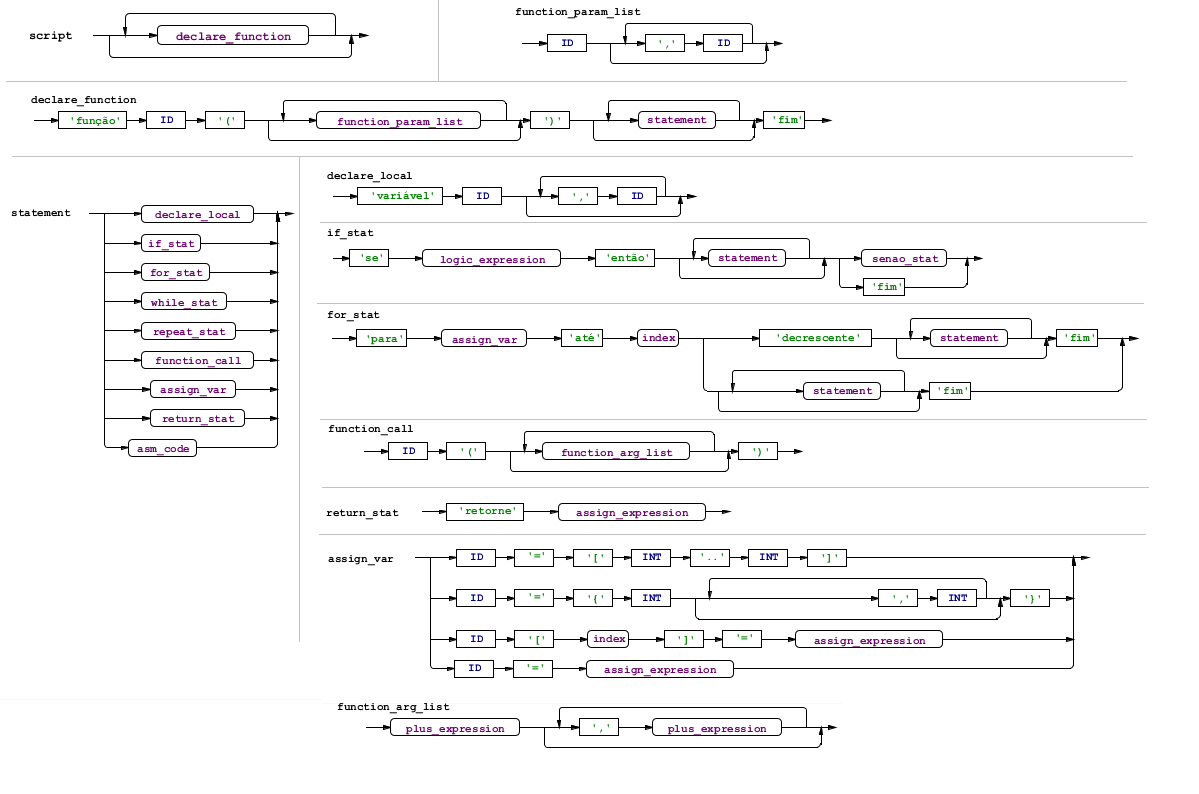 function_param_list
script declare_function
ID ',' ID
declare_function
'função' ID '(' function_param_list ')' statement 'fim'
declare_local
'variável' ID ',' ID
statement
declare_local
if_stat
for_stat
while_stat
repeat_stat
function_call
assign_var
return_stat
asm_code
if_stat
'se' logic_expression 'então' statement senao_stat
'fim'
for_stat
'para' assign_var 'até' index 'decrescente' statement 'fim'
statement 'fim'
function_call
ID '(' function_arg_list ')'
return_stat 'retorne' assign_expression
assign_var ID '=' '[' INT '..' INT ']'
ID '=' '{' INT ',' INT '}'
ID '[' index ']' '=' assign_expression
ID '=' assign_expression
function_arg_list
plus_expression ',' plus_expression